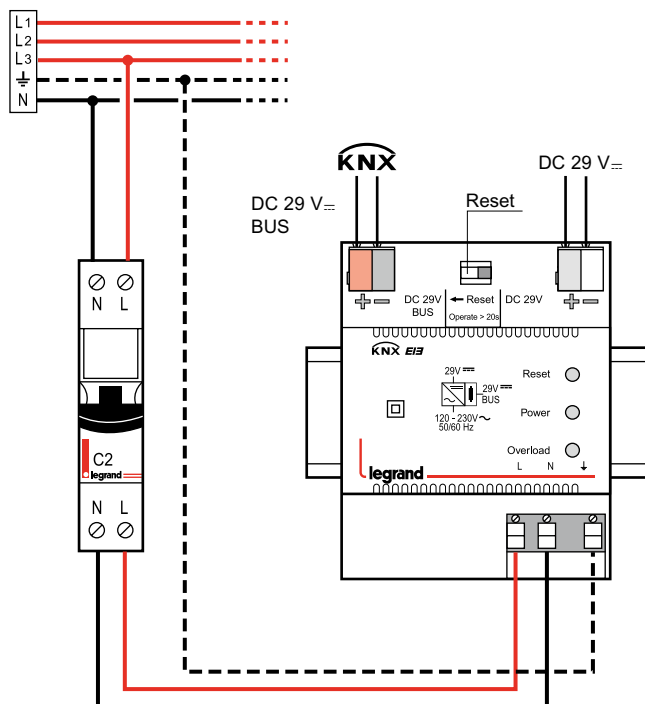 L1
L2
L3
N
KNX
DC 29 V⎓
DC 29 V⎓
BUS
Reset
N L
+ –
DC 29V
BUS
← Reset
Operate > 20s
DC 29V
+ –
KNX EIB
29V ⎓
29V ⎓
BUS
120 - 230V ~
50/60 Hz
Reset
Power
Overload
L N
legrand
C2
legrand
N L